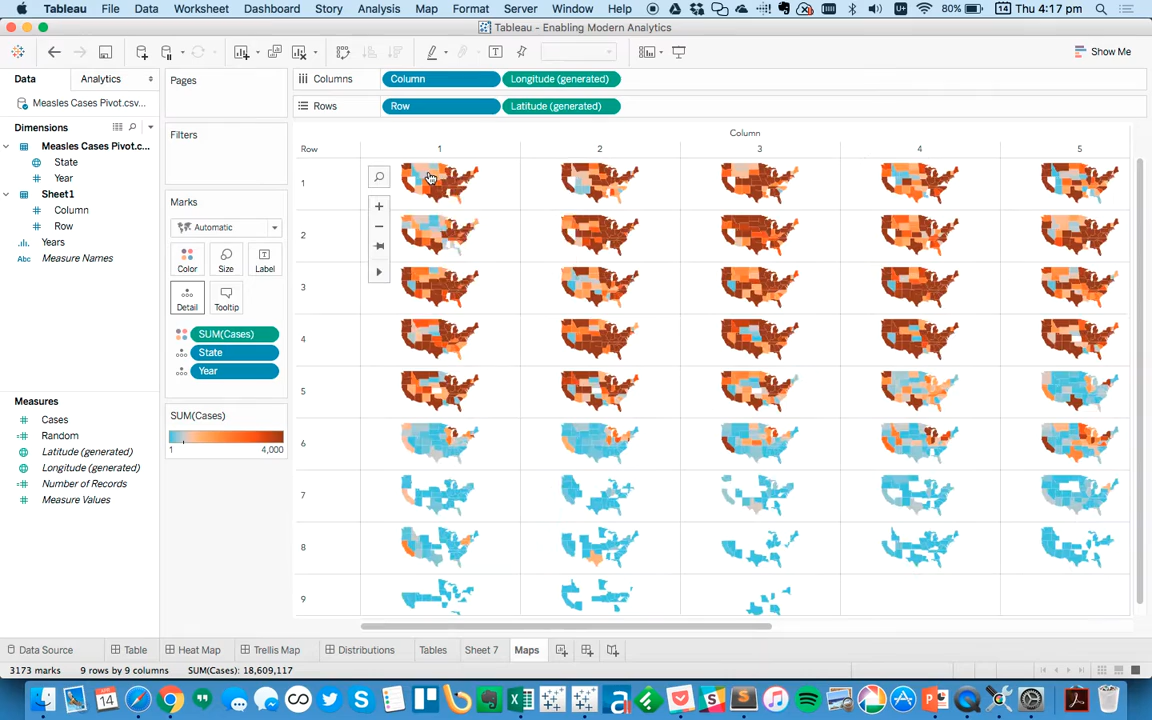 Tableau File Data Worksheet Dashboard Story Analysis Map Format Server Window Help 80% 14 Thu 4:17 pm
Tableau - Enabling Modern Analytics
Show Me
Data Analytics
Measles Cases Pivot.csv...
Dimensions
Measles Cases Pivot.c...
State
Year
Sheet1
Column
Row
Years
Abc Measure Names
Measures
Cases
Random
Latitude (generated)
Longitude (generated)
Number of Records
Measure Values
Pages
Filters
Marks
Automatic
Color Size Label
Detail Tooltip
SUM(Cases)
State
Year
SUM(Cases)
1 4,000
Columns Column Longitude (generated)
Rows Row Latitude (generated)
Column
Row 1 2 3 4 5
1
2
3
4
5
6
7
8
9
Data Source Table Heat Map Trellis Map Distributions Tables Sheet 7 Maps
3173 marks 9 rows by 9 columns SUM(Cases): 18,609,117